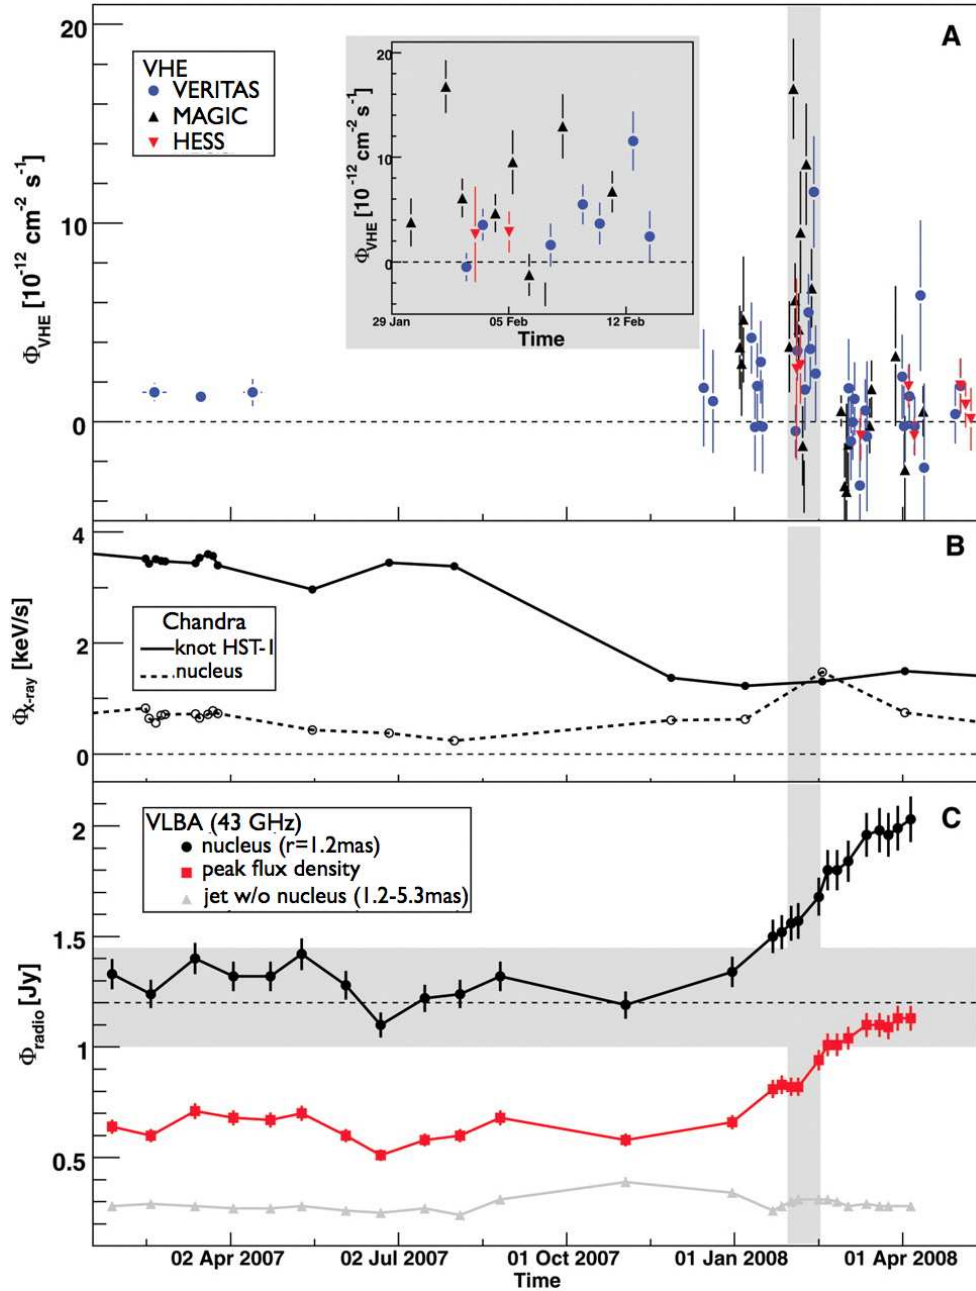 A
20
10
0
Φ_VHE [10⁻¹² cm⁻² s⁻¹]
VHE
VERITAS
MAGIC
HESS
Φ_VHE [10⁻¹² cm⁻² s⁻¹]
20
10
0
29 Jan 05 Feb 12 Feb
Time
B
4
2
0
Φ_X-ray [keV/s]
Chandra
knot HST-1
nucleus
C
2
1.5
1
0.5
Φ_radio [Jy]
VLBA (43 GHz)
nucleus (r=1.2mas)
peak flux density
jet w/o nucleus (1.2-5.3mas)
02 Apr 2007 02 Jul 2007 01 Oct 2007 01 Jan 2008 01 Apr 2008
Time